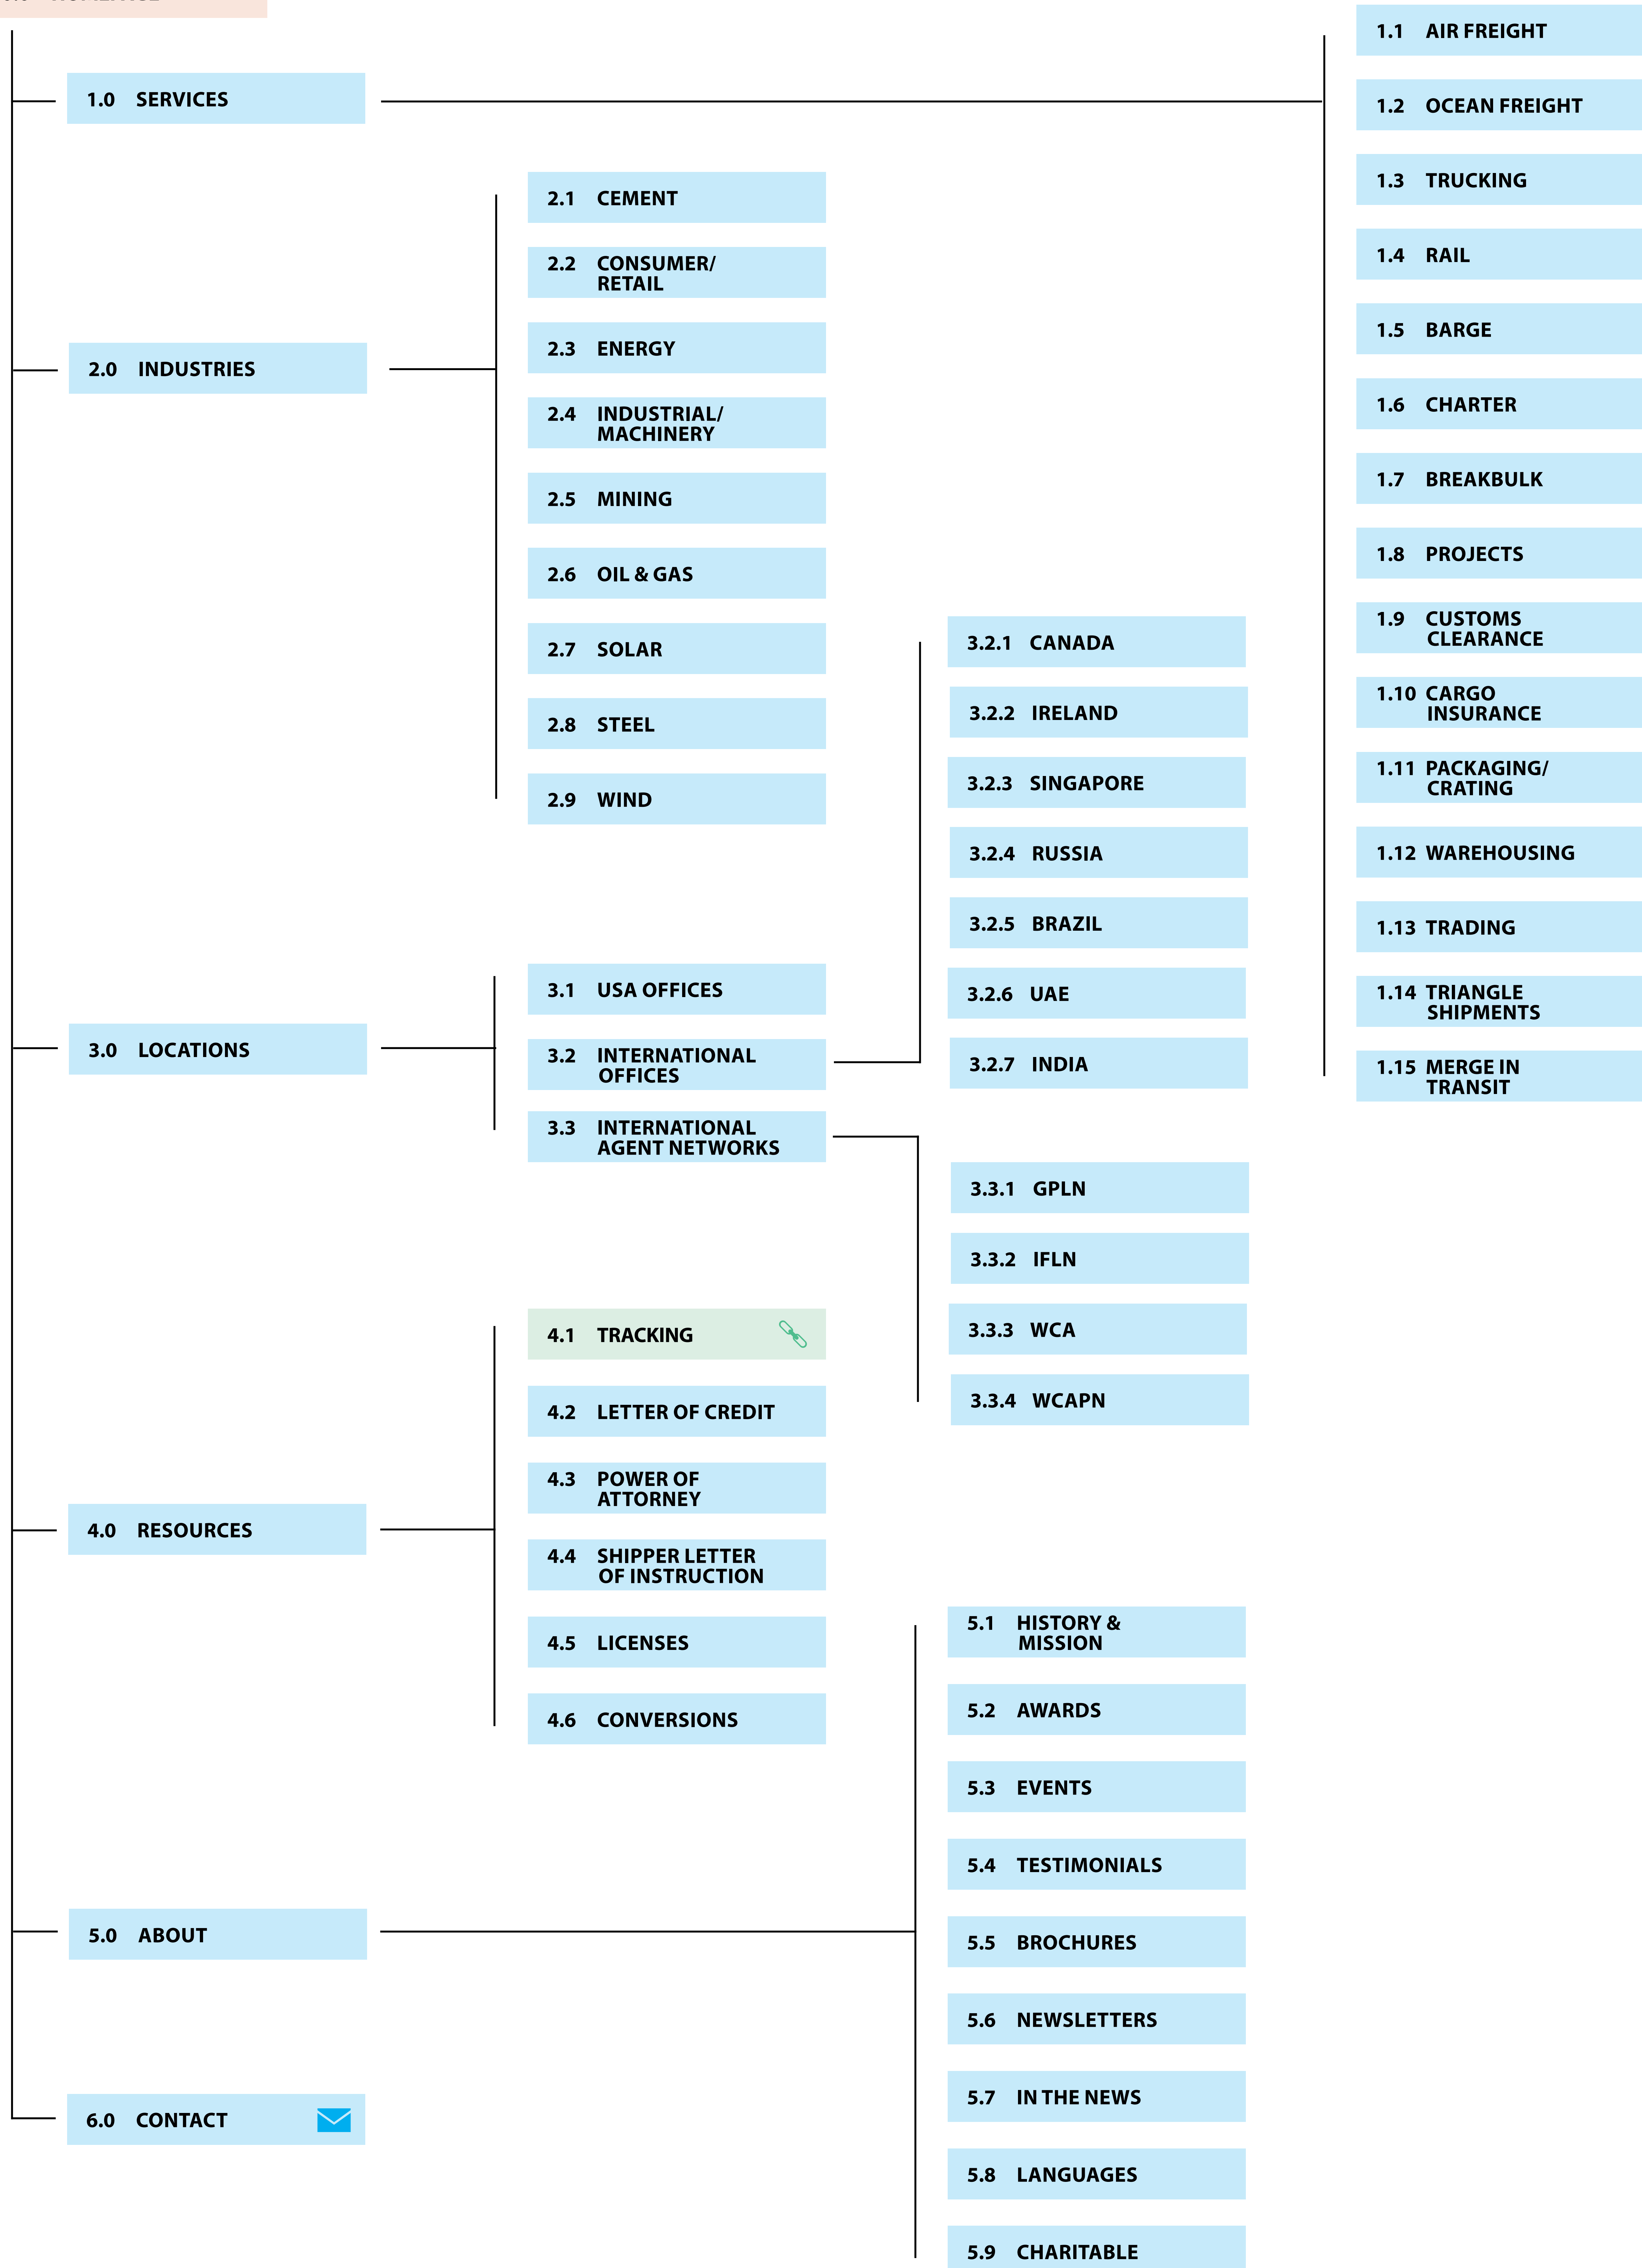 1.0 SERVICES
1.1 AIR FREIGHT
1.2 OCEAN FREIGHT
1.3 TRUCKING
1.4 RAIL
1.5 BARGE
1.6 CHARTER
1.7 BREAKBULK
1.8 PROJECTS
1.9 CUSTOMS
CLEARANCE
1.10 CARGO
INSURANCE
1.11 PACKAGING/
CRATING
1.12 WAREHOUSING
1.13 TRADING
1.14 TRIANGLE
SHIPMENTS
1.15 MERGE IN
TRANSIT
2.0 INDUSTRIES
2.1 CEMENT
2.2 CONSUMER/
RETAIL
2.3 ENERGY
2.4 INDUSTRIAL/
MACHINERY
2.5 MINING
2.6 OIL & GAS
2.7 SOLAR
2.8 STEEL
2.9 WIND
3.0 LOCATIONS
3.1 USA OFFICES
3.2 INTERNATIONAL
OFFICES
3.2.1 CANADA
3.2.2 IRELAND
3.2.3 SINGAPORE
3.2.4 RUSSIA
3.2.5 BRAZIL
3.2.6 UAE
3.2.7 INDIA
3.3 INTERNATIONAL
AGENT NETWORKS
3.3.1 GPLN
3.3.2 IFLN
3.3.3 WCA
3.3.4 WCAPN
4.0 RESOURCES
4.1 TRACKING
4.2 LETTER OF CREDIT
4.3 POWER OF
ATTORNEY
4.4 SHIPPER LETTER
OF INSTRUCTION
4.5 LICENSES
4.6 CONVERSIONS
5.0 ABOUT
5.1 HISTORY &
MISSION
5.2 AWARDS
5.3 EVENTS
5.4 TESTIMONIALS
5.5 BROCHURES
5.6 NEWSLETTERS
5.7 IN THE NEWS
5.8 LANGUAGES
5.9 CHARITABLE
6.0 CONTACT